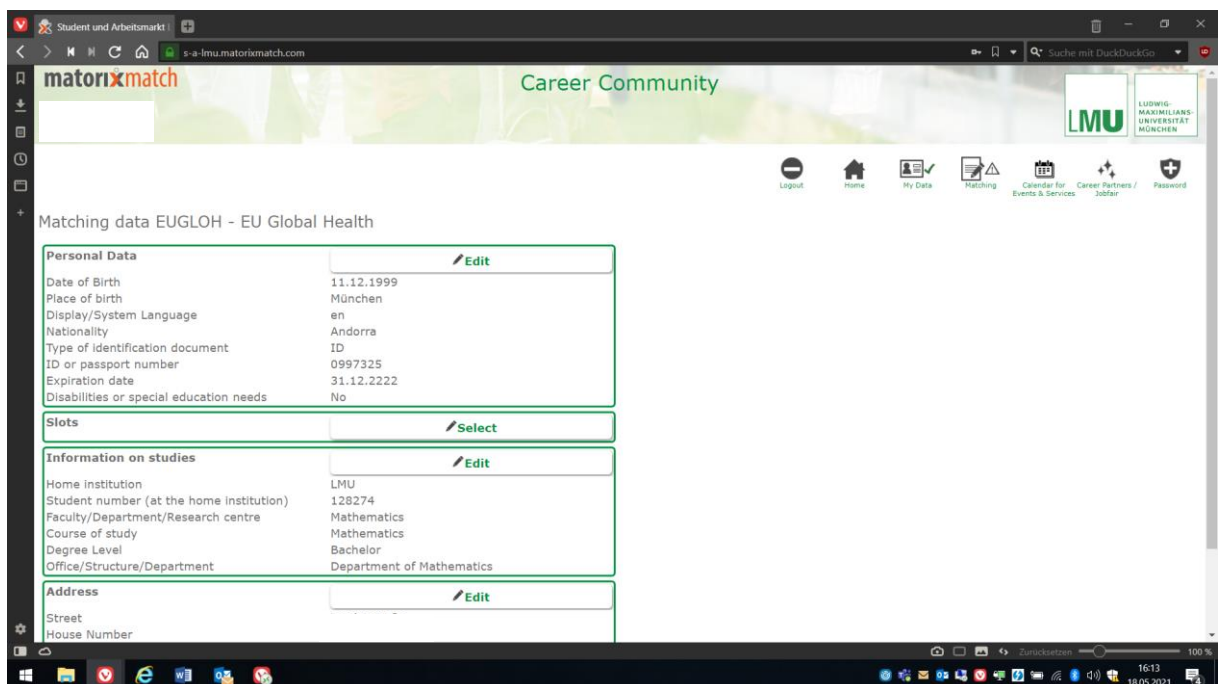 Student und Arbeitsmarkt
s-a-lmu.matorixmatch.com
Suche mit DuckDuckGo
matorixmatch
Career Community
LMU
LUDWIG-
MAXIMILIANS-
UNIVERSITÄT
MÜNCHEN
Logout
Home
My Data
Matching
Calendar for
Events & Services
Career Partners /
Jobfair
Password
Matching data EUGLOH - EU Global Health
Personal Data Edit
Date of Birth 11.12.1999
Place of birth München
Display/System Language en
Nationality Andorra
Type of identification document ID
ID or passport number 0997325
Expiration date 31.12.2222
Disabilities or special education needs No
Slots Select
Information on studies Edit
Home institution LMU
Student number (at the home institution) 128274
Faculty/Department/Research centre Mathematics
Course of study Mathematics
Degree Level Bachelor
Office/Structure/Department Department of Mathematics
Address Edit
Street
House Number
Zurücksetzen 100 %
16:13
18.05.2021